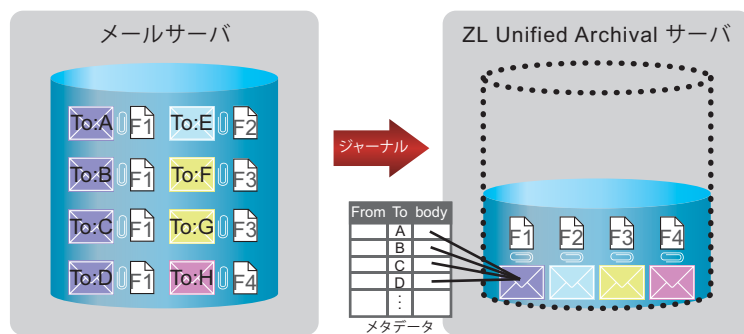 メールサーバ
To:A F1 To:E F2
To:B F1 To:F F3
To:C F1 To:G F3
To:D F1 To:H F4
ジャーナル
From To body
A
B
C
D
⋮
メタデータ
ZL Unified Archival サーバ
F1 F2 F3 F4